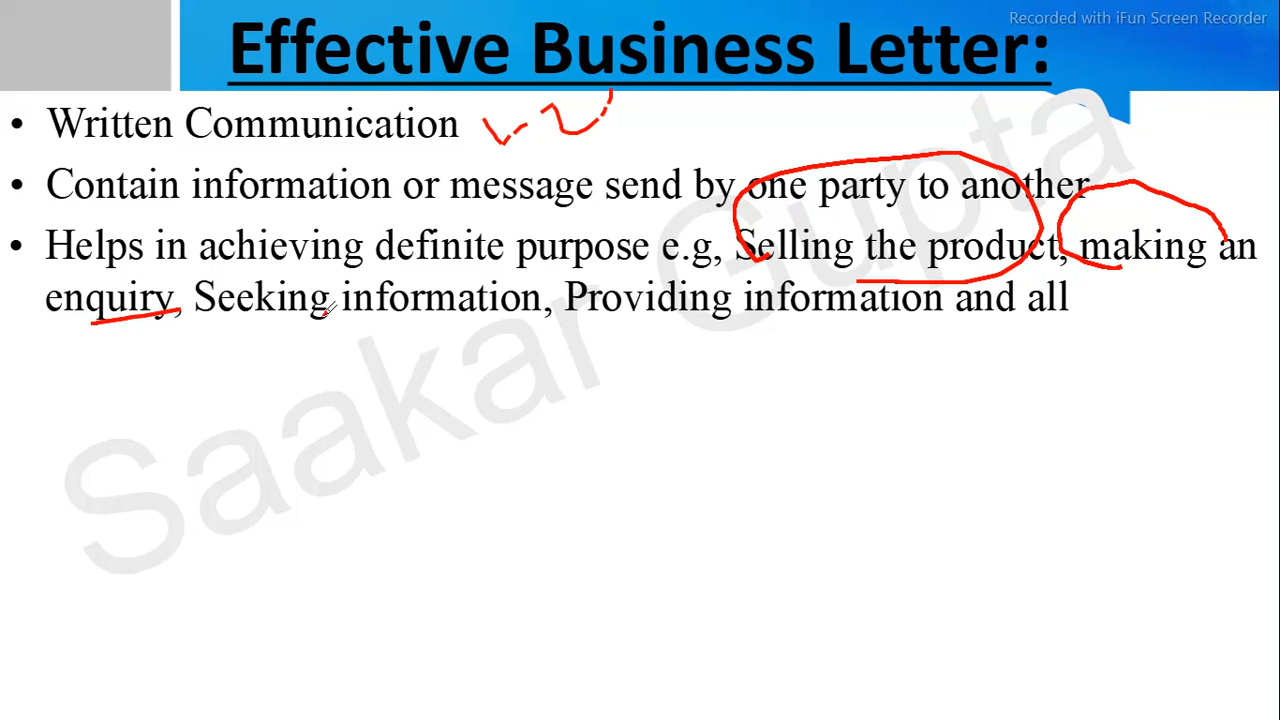 Recorded with iFun Screen Recorder
Effective Business Letter:
• Written Communication
• Contain information or message send by one party to another
• Helps in achieving definite purpose e.g, Selling the product, making an
enquiry, Seeking information, Providing information and all
Saakar Gupta